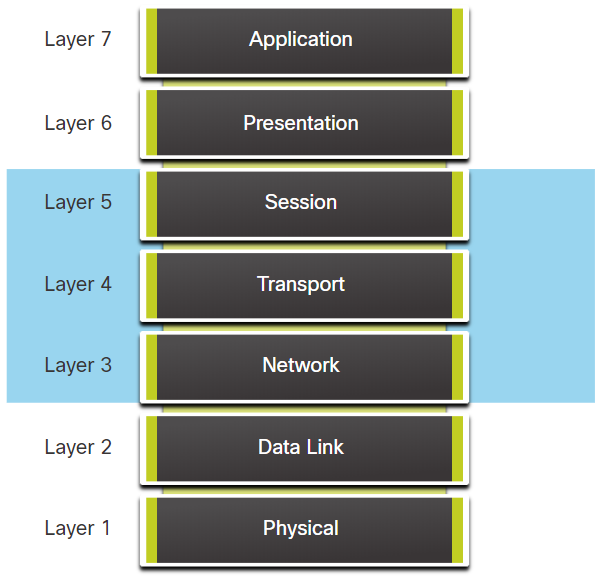 Layer 7 Application
Layer 6 Presentation
Layer 5 Session
Layer 4 Transport
Layer 3 Network
Layer 2 Data Link
Layer 1 Physical